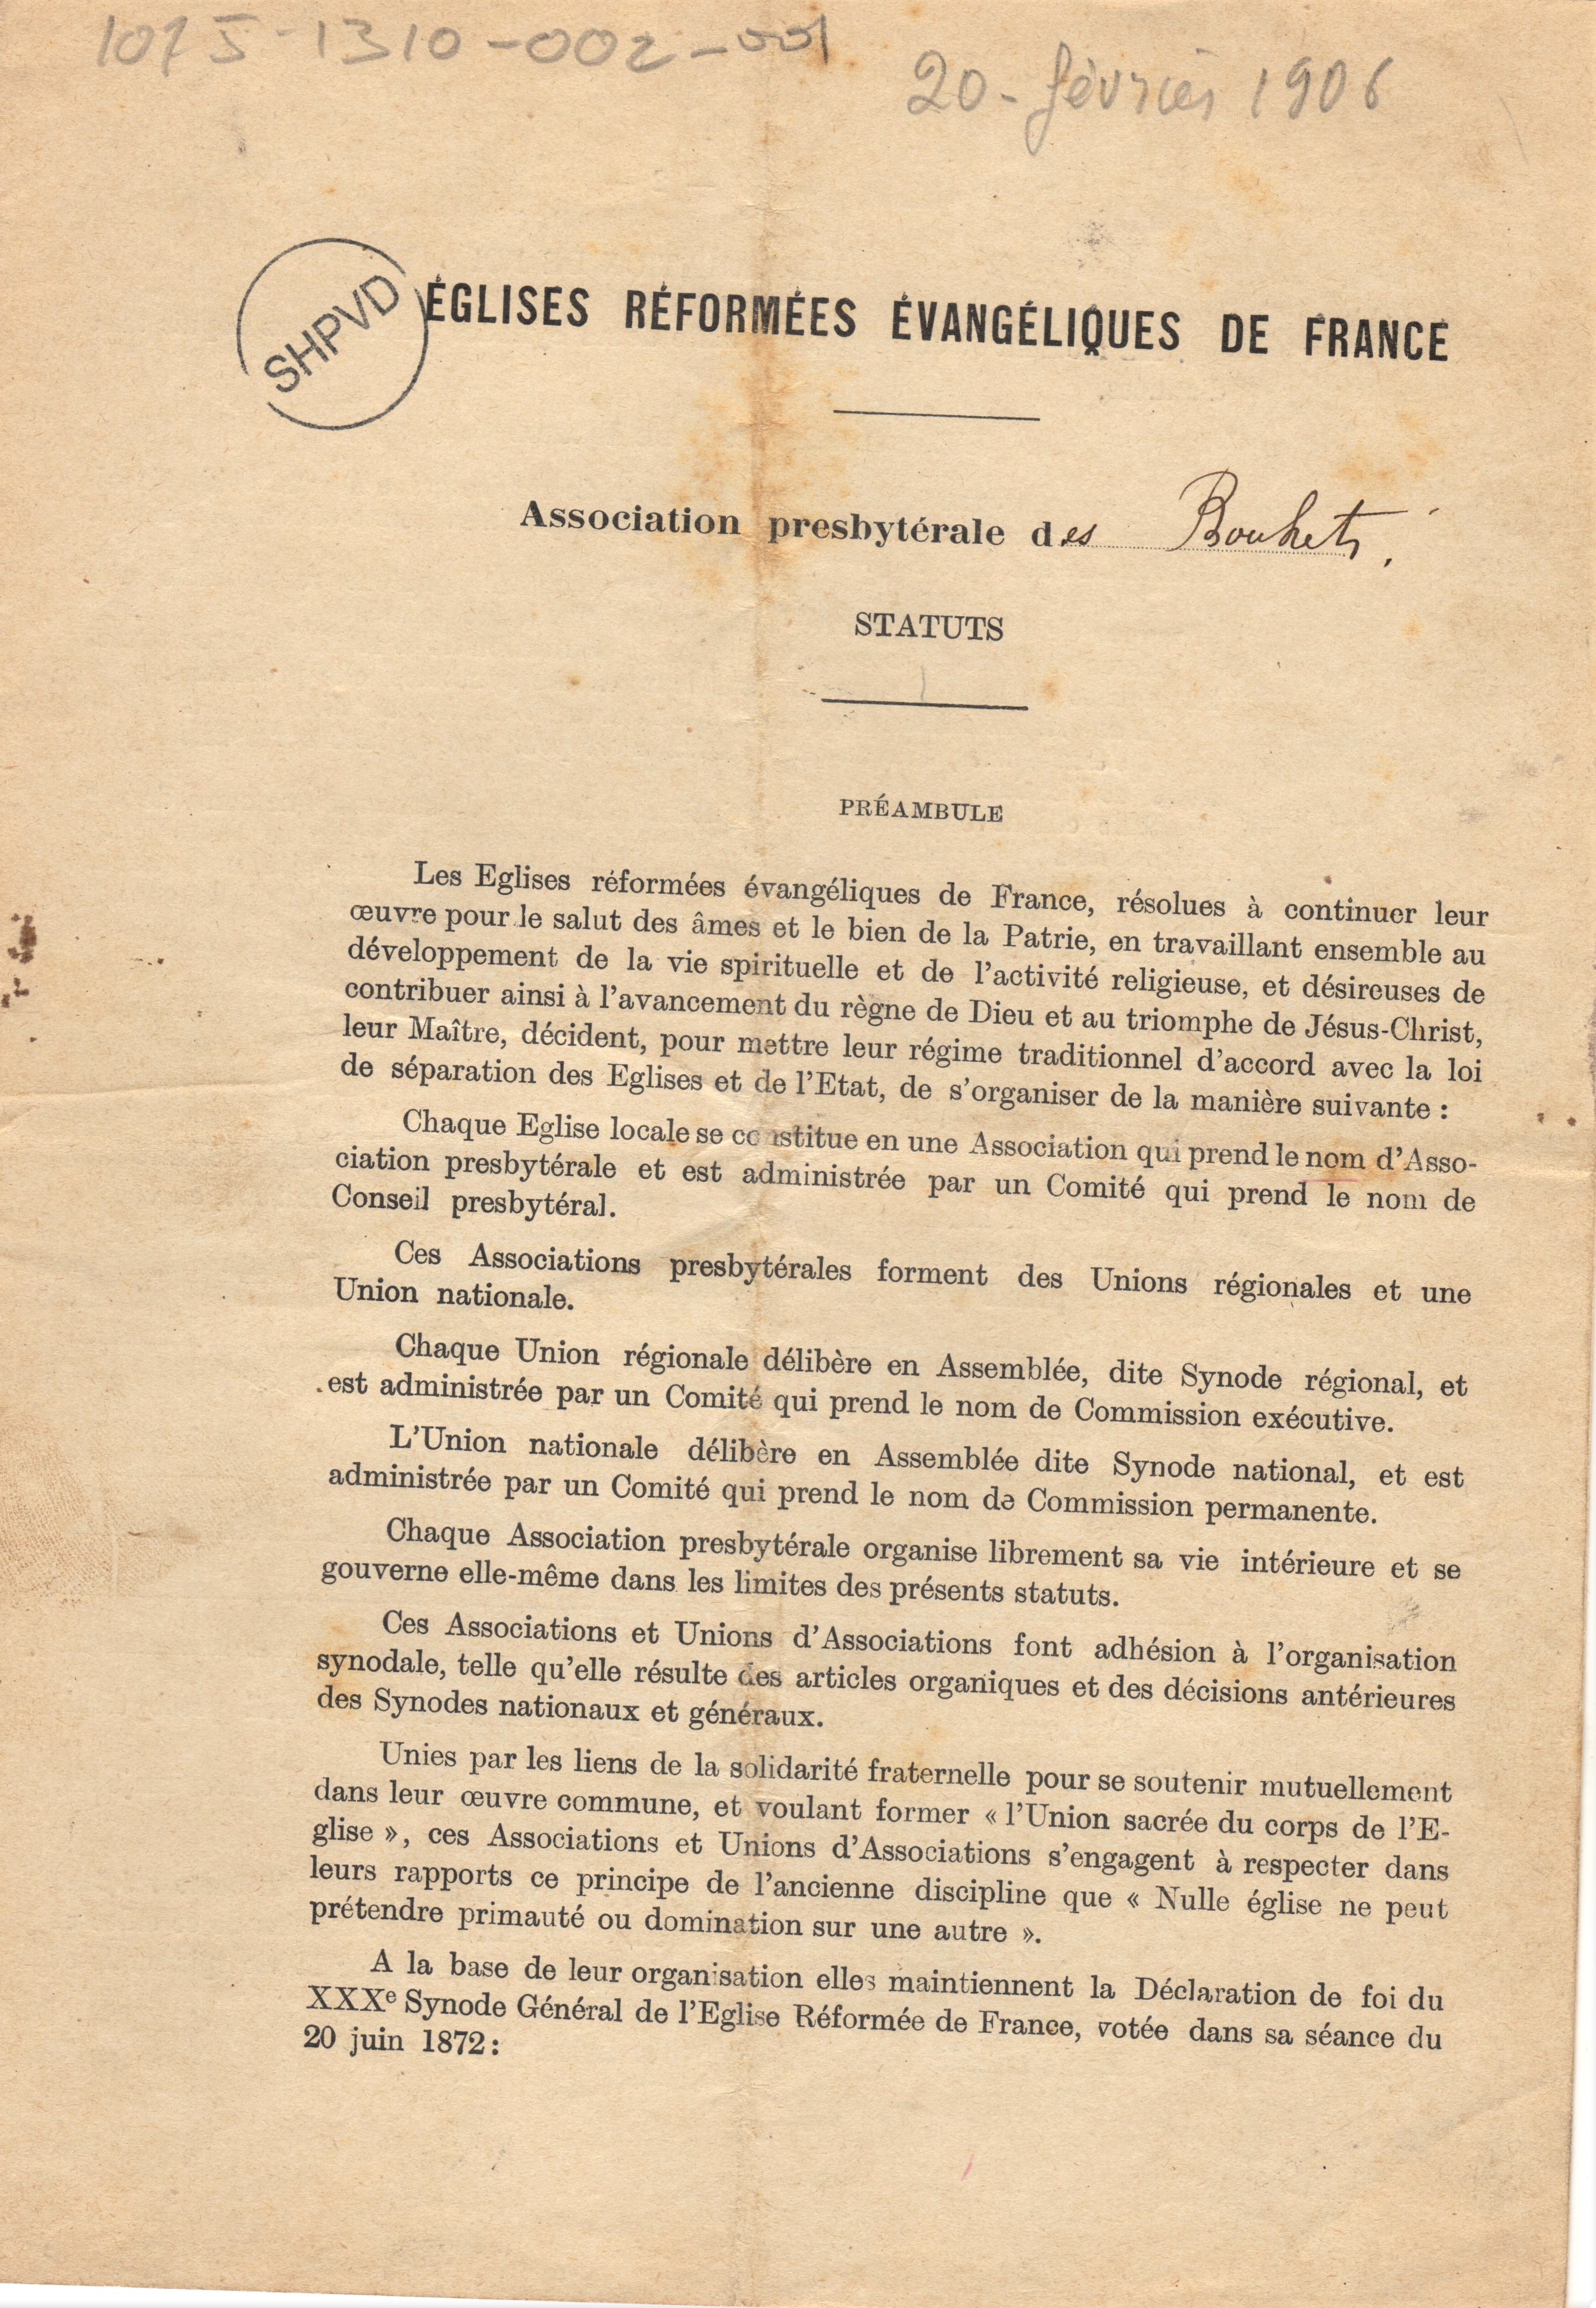 1075-1310-002-001
20 - février 1906
SHPVD
ÉGLISES RÉFORMÉES ÉVANGÉLIQUES DE FRANCE
Association presbytérale des Bouhets.
STATUTS
PRÉAMBULE
Les Eglises réformées évangéliques de France, résolues à continuer leur
œuvre pour le salut des âmes et le bien de la Patrie, en travaillant ensemble au
développement de la vie spirituelle et de l'activité religieuse, et désireuses de
contribuer ainsi à l'avancement du règne de Dieu et au triomphe de Jésus-Christ,
leur Maître, décident, pour mettre leur régime traditionnel d'accord avec la loi
de séparation des Eglises et de l'Etat, de s'organiser de la manière suivante :
Chaque Eglise locale se constitue en une Association qui prend le nom d'Asso-
ciation presbytérale et est administrée par un Comité qui prend le nom de
Conseil presbytéral.
Ces Associations presbytérales forment des Unions régionales et une
Union nationale.
Chaque Union régionale délibère en Assemblée, dite Synode régional, et
est administrée par un Comité qui prend le nom de Commission exécutive.
L'Union nationale délibère en Assemblée dite Synode national, et est
administrée par un Comité qui prend le nom de Commission permanente.
Chaque Association presbytérale organise librement sa vie intérieure et se
gouverne elle-même dans les limites des présents statuts.
Ces Associations et Unions d'Associations font adhésion à l'organisation
synodale, telle qu'elle résulte des articles organiques et des décisions antérieures
des Synodes nationaux et généraux.
Unies par les liens de la solidarité fraternelle pour se soutenir mutuellement
dans leur œuvre commune, et voulant former « l'Union sacrée du corps de l'E-
glise », ces Associations et Unions d'Associations s'engagent à respecter dans
leurs rapports ce principe de l'ancienne discipline que « Nulle église ne peut
prétendre primauté ou domination sur une autre ».
A la base de leur organisation elles maintiennent la Déclaration de foi du
XXXe Synode Général de l'Eglise Réformée de France, votée dans sa séance du
20 juin 1872 :